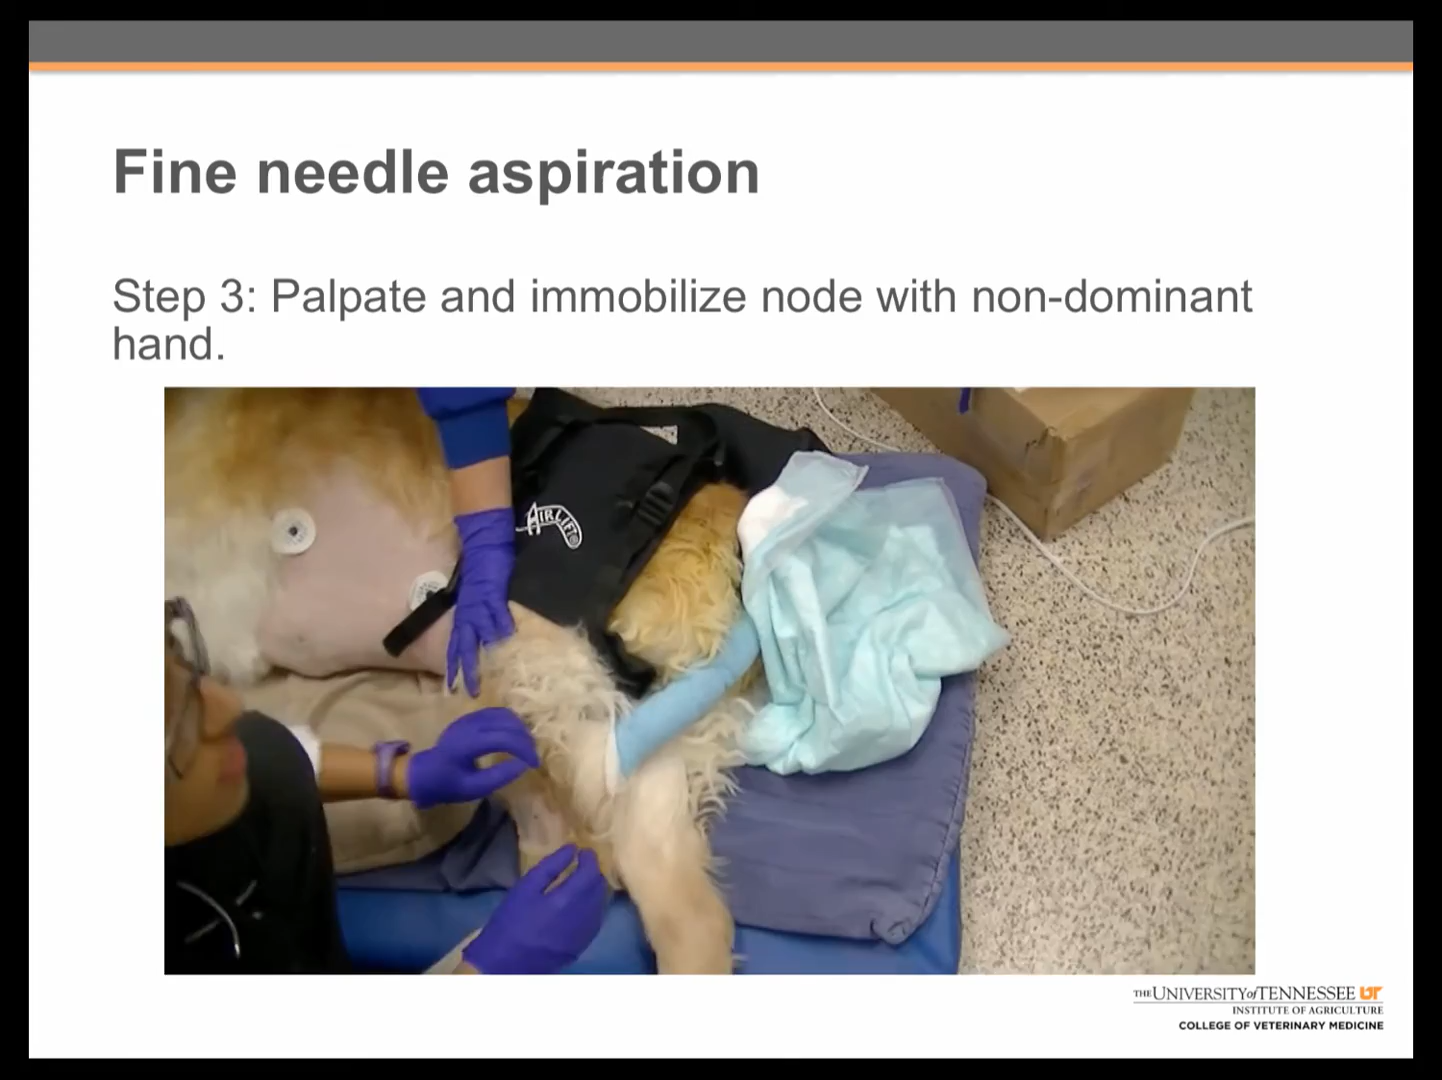 Fine needle aspiration
Step 3: Palpate and immobilize node with non-dominant
hand.
AIRLIFT
THE UNIVERSITY of TENNESSEE UT
INSTITUTE OF AGRICULTURE
COLLEGE OF VETERINARY MEDICINE